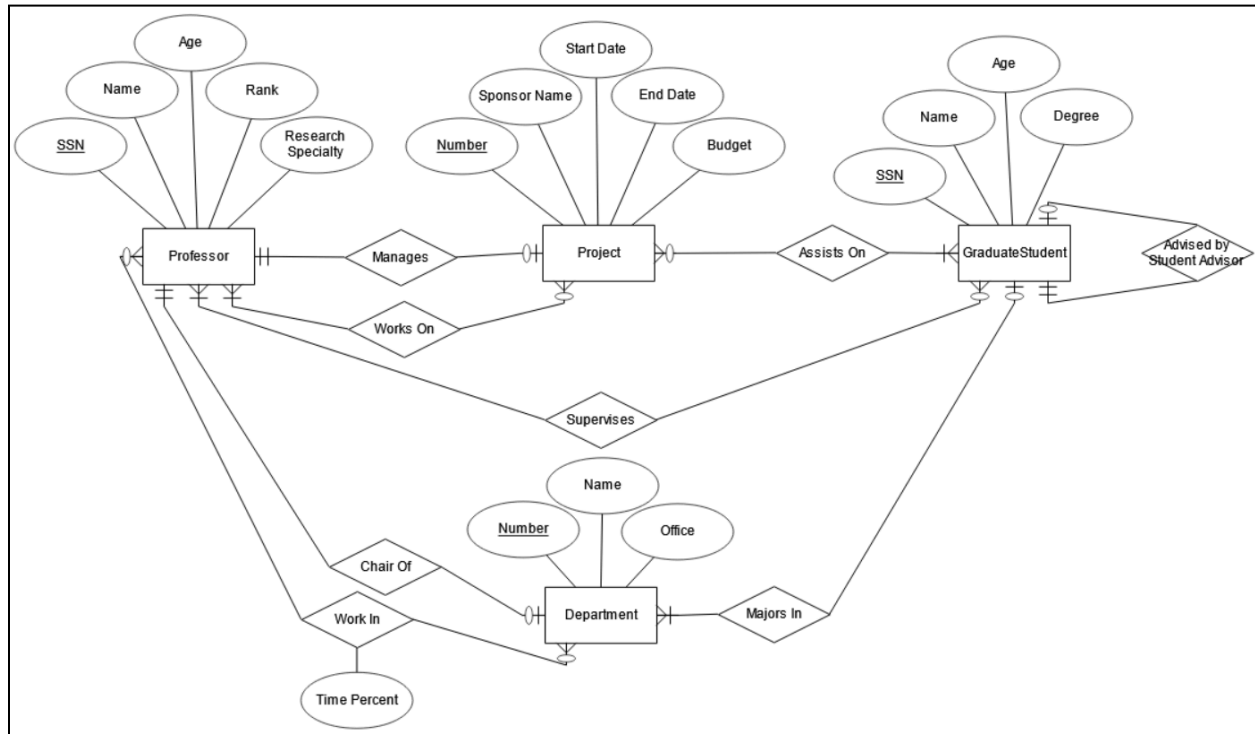 Age
Name
Rank
SSN
Research
Specialty
Professor
Start Date
Sponsor Name
End Date
Number
Budget
Project
Age
Name
Degree
SSN
GraduateStudent
Manages
Assists On
Advised by
Student Advisor
Works On
Supervises
Name
Number
Office
Chair Of
Department
Majors In
Work In
Time Percent